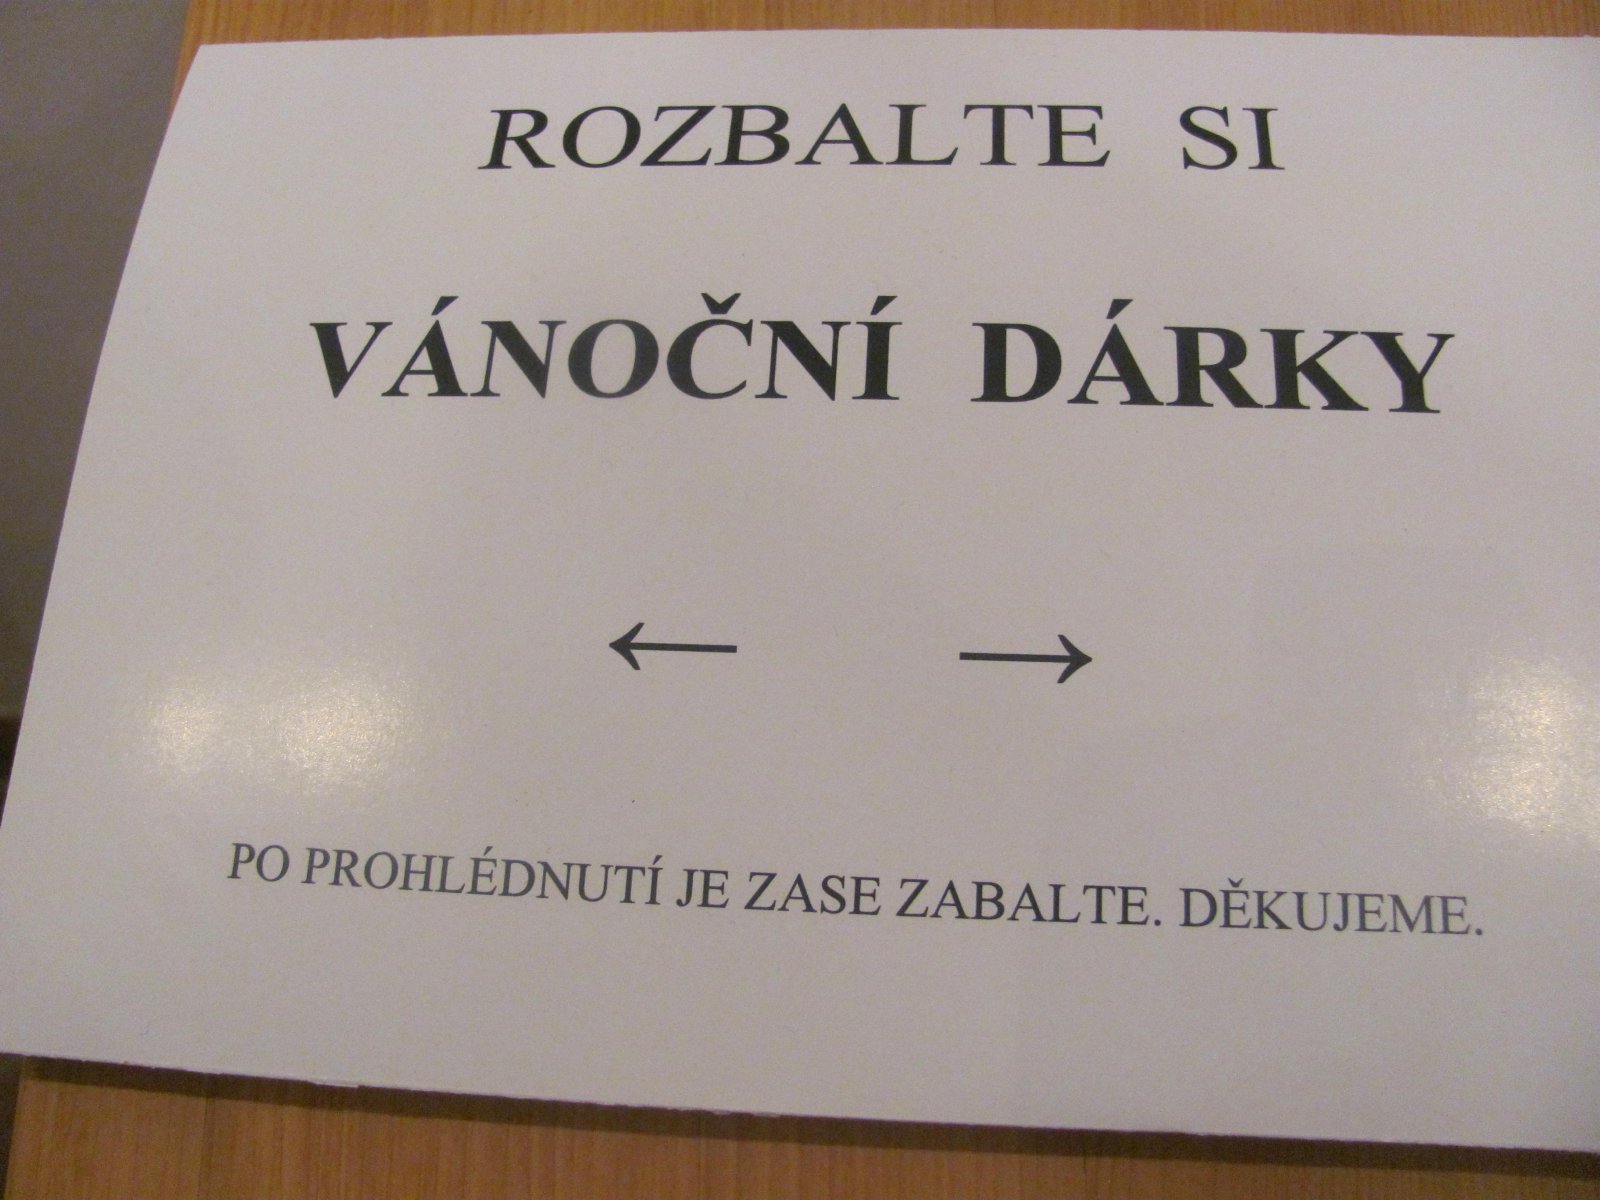 ROZBALTE SI
VÁNOČNÍ DÁRKY
← →
PO PROHLÉDNUTÍ JE ZASE ZABALTE. DĚKUJEME.